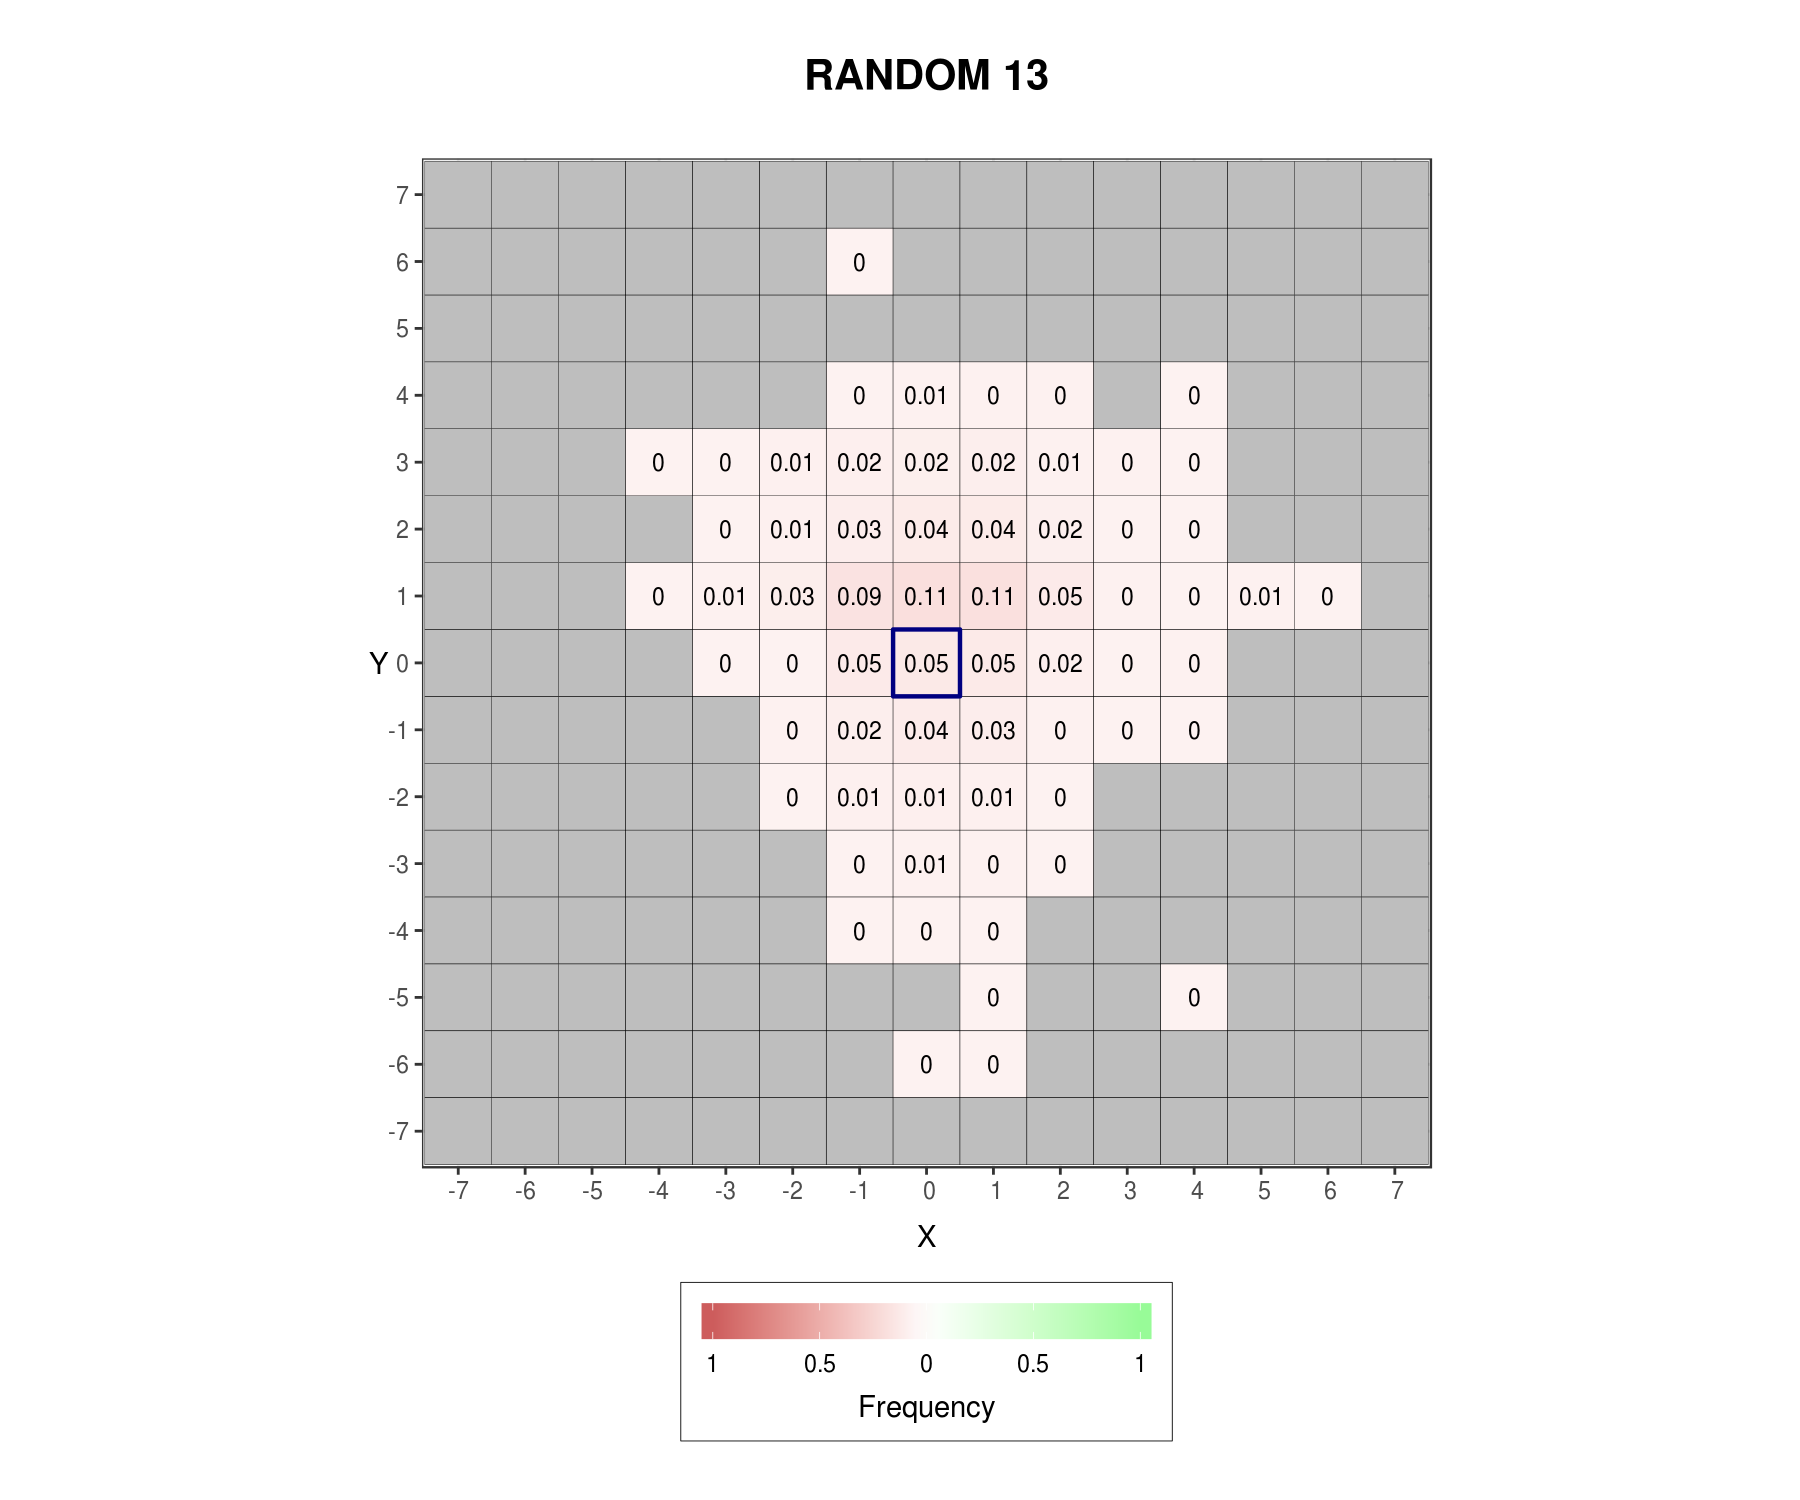 RANDOM 13
7
6 0
5
4 0 0.01 0 0 0
3 0 0 0.01 0.02 0.02 0.02 0.01 0 0
2 0 0.01 0.03 0.04 0.04 0.02 0 0
1 0 0.01 0.03 0.09 0.11 0.11 0.05 0 0 0.01 0
Y 0 0 0 0.05 0.05 0.05 0.02 0 0
-1 0 0.02 0.04 0.03 0 0 0
-2 0 0.01 0.01 0.01 0
-3 0 0.01 0 0
-4 0 0 0
-5 0 0
-6 0 0
-7
-7 -6 -5 -4 -3 -2 -1 0 1 2 3 4 5 6 7
X
1 0.5 0 0.5 1
Frequency